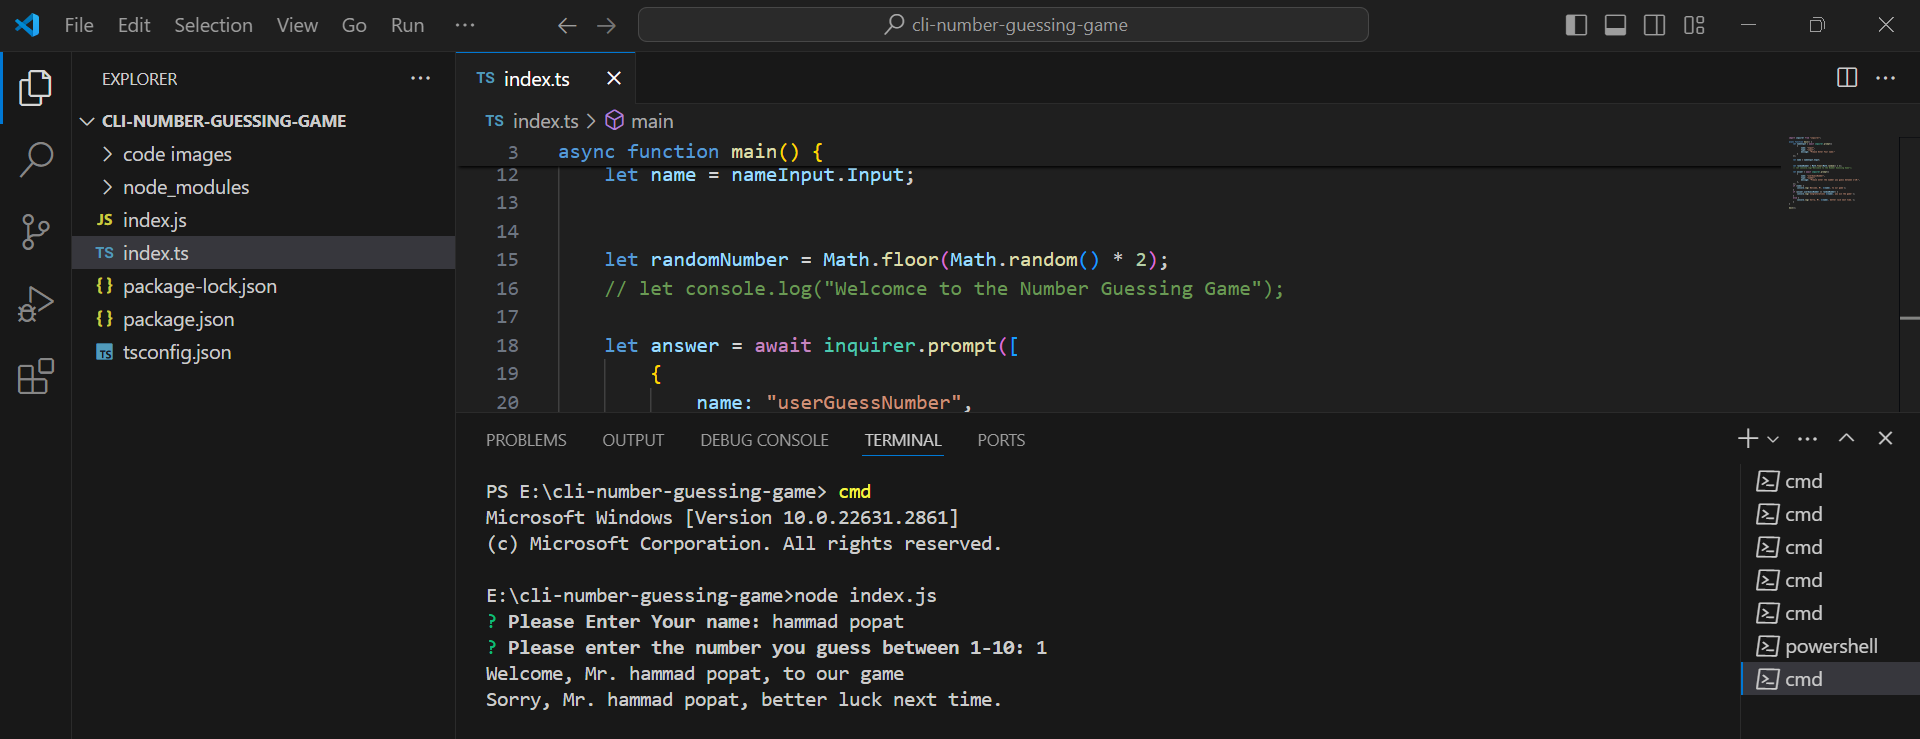 File Edit Selection View Go Run ···
cli-number-guessing-game
EXPLORER ···
CLI-NUMBER-GUESSING-GAME
code images
node_modules
JS index.js
TS index.ts
{} package-lock.json
{} package.json
TS tsconfig.json
TS index.ts
TS index.ts > main
3 async function main() {
12 let name = nameInput.Input;
13
14
15 let randomNumber = Math.floor(Math.random() * 2);
16 // let console.log("Welcomce to the Number Guessing Game");
17
18 let answer = await inquirer.prompt([
19 {
20 name: "userGuessNumber",
PROBLEMS OUTPUT DEBUG CONSOLE TERMINAL PORTS
PS E:\cli-number-guessing-game> cmd
Microsoft Windows [Version 10.0.22631.2861]
(c) Microsoft Corporation. All rights reserved.
E:\cli-number-guessing-game>node index.js
? Please Enter Your name: hammad popat
? Please enter the number you guess between 1-10: 1
Welcome, Mr. hammad popat, to our game
Sorry, Mr. hammad popat, better luck next time.
cmd
cmd
cmd
cmd
cmd
powershell
cmd